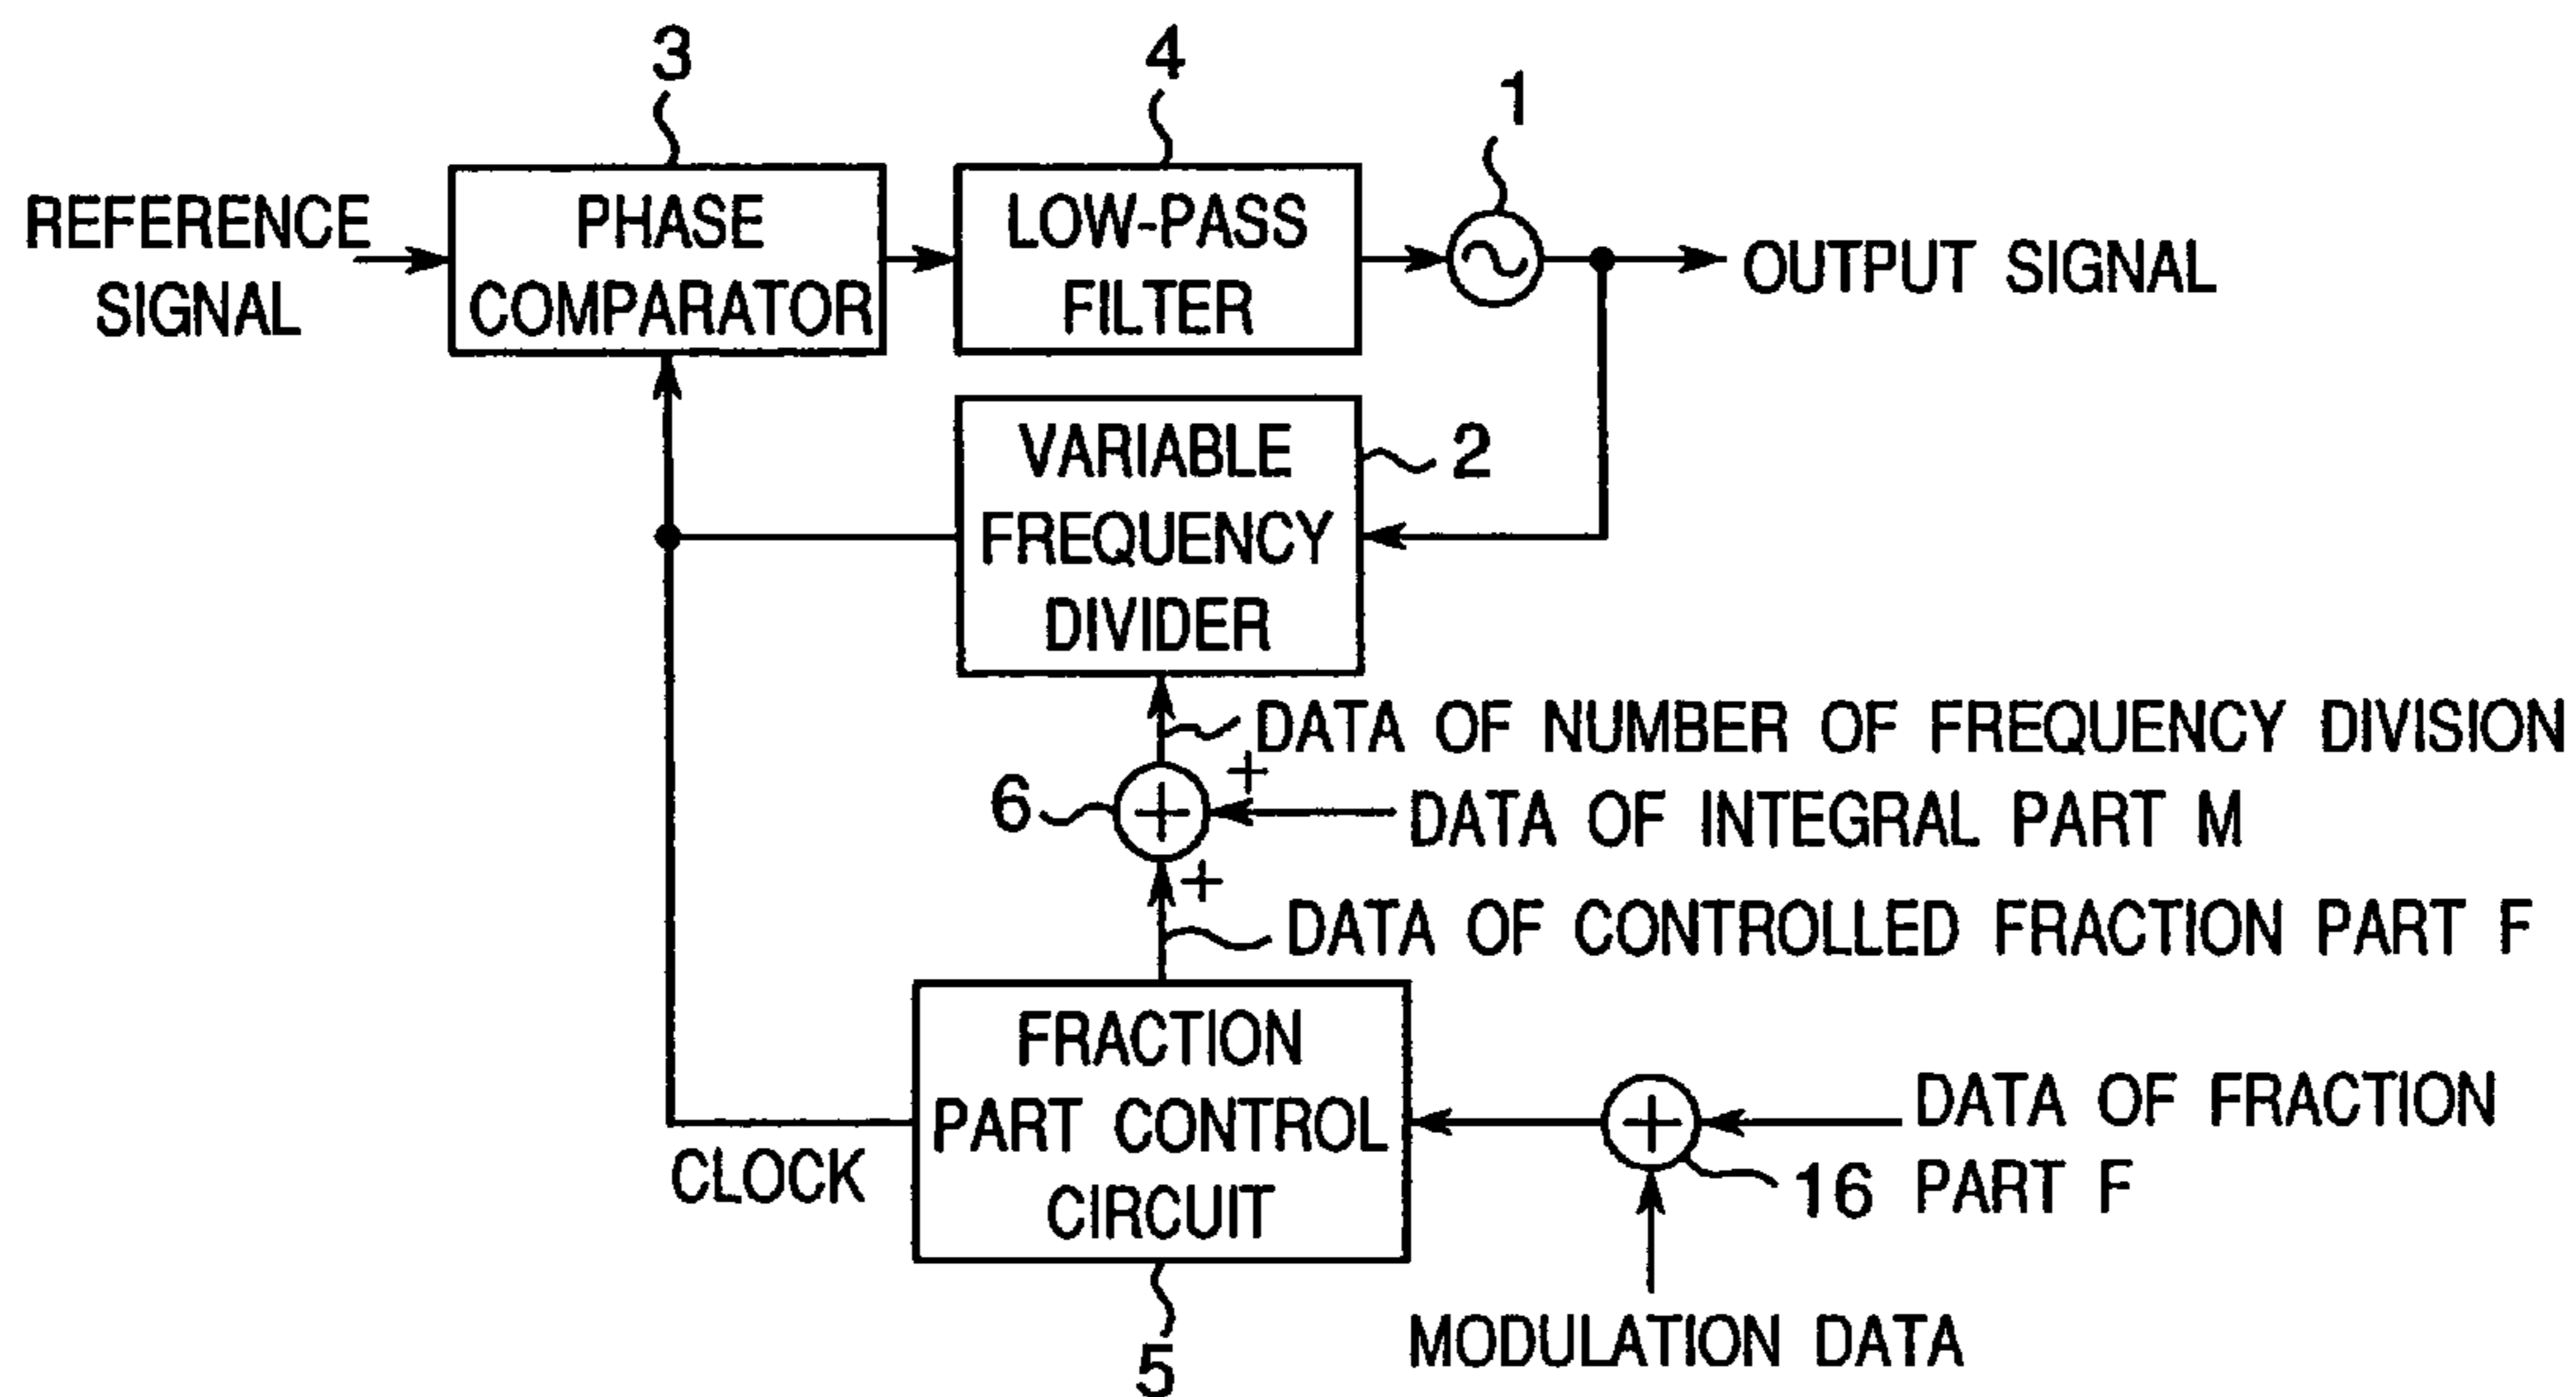 3
4
1
REFERENCE
SIGNAL
PHASE
COMPARATOR
LOW-PASS
FILTER
OUTPUT SIGNAL
VARIABLE
FREQUENCY
DIVIDER
2
DATA OF NUMBER OF FREQUENCY DIVISION
+
6
+
DATA OF INTEGRAL PART M
+
DATA OF CONTROLLED FRACTION PART F
FRACTION
PART CONTROL
CIRCUIT
CLOCK
+
DATA OF FRACTION
PART F
16
5
MODULATION DATA